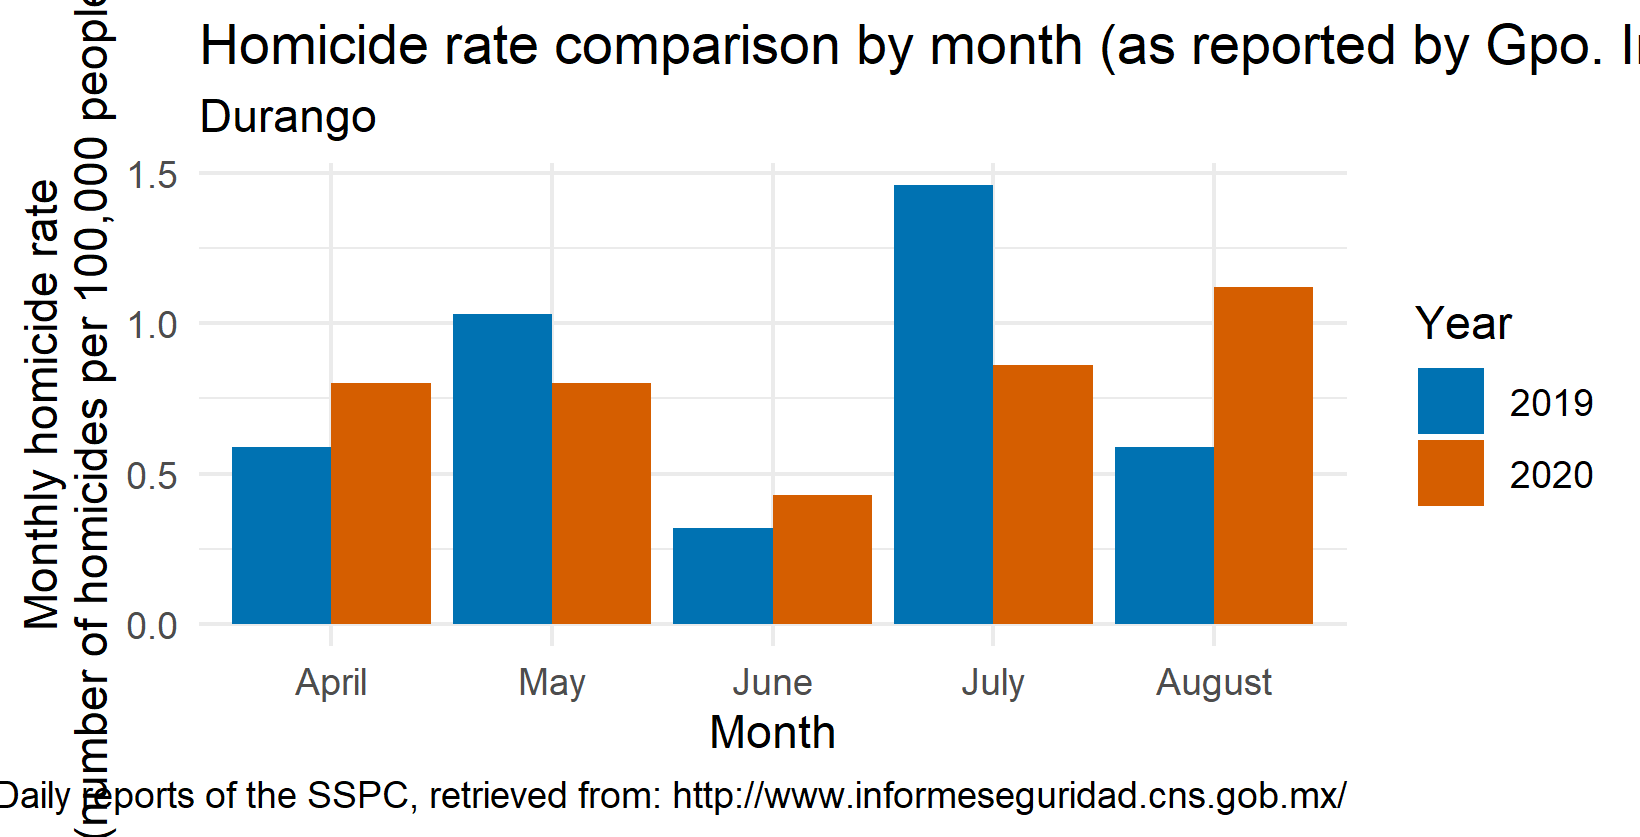 Homicide rate comparison by month (as reported by Gpo.
Durango
Monthly homicide rate
(number of homicides per 100,000 people
1.5
1.0
0.5
0.0
April May June July August
Month
Year
2019
2020
Daily reports of the SSPC, retrieved from: http://www.informeseguridad.cns.gob.mx/